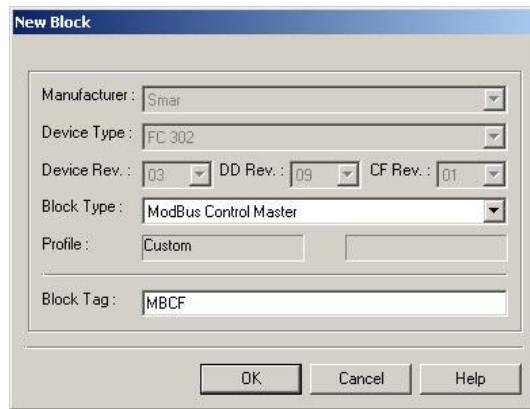 New Block
Manufacturer : Smar
Device Type : FC 302
Device Rev. : 03 DD Rev. : 09 CF Rev. : 01
Block Type : ModBus Control Master
Profile : Custom
Block Tag : MBCF
OK Cancel Help